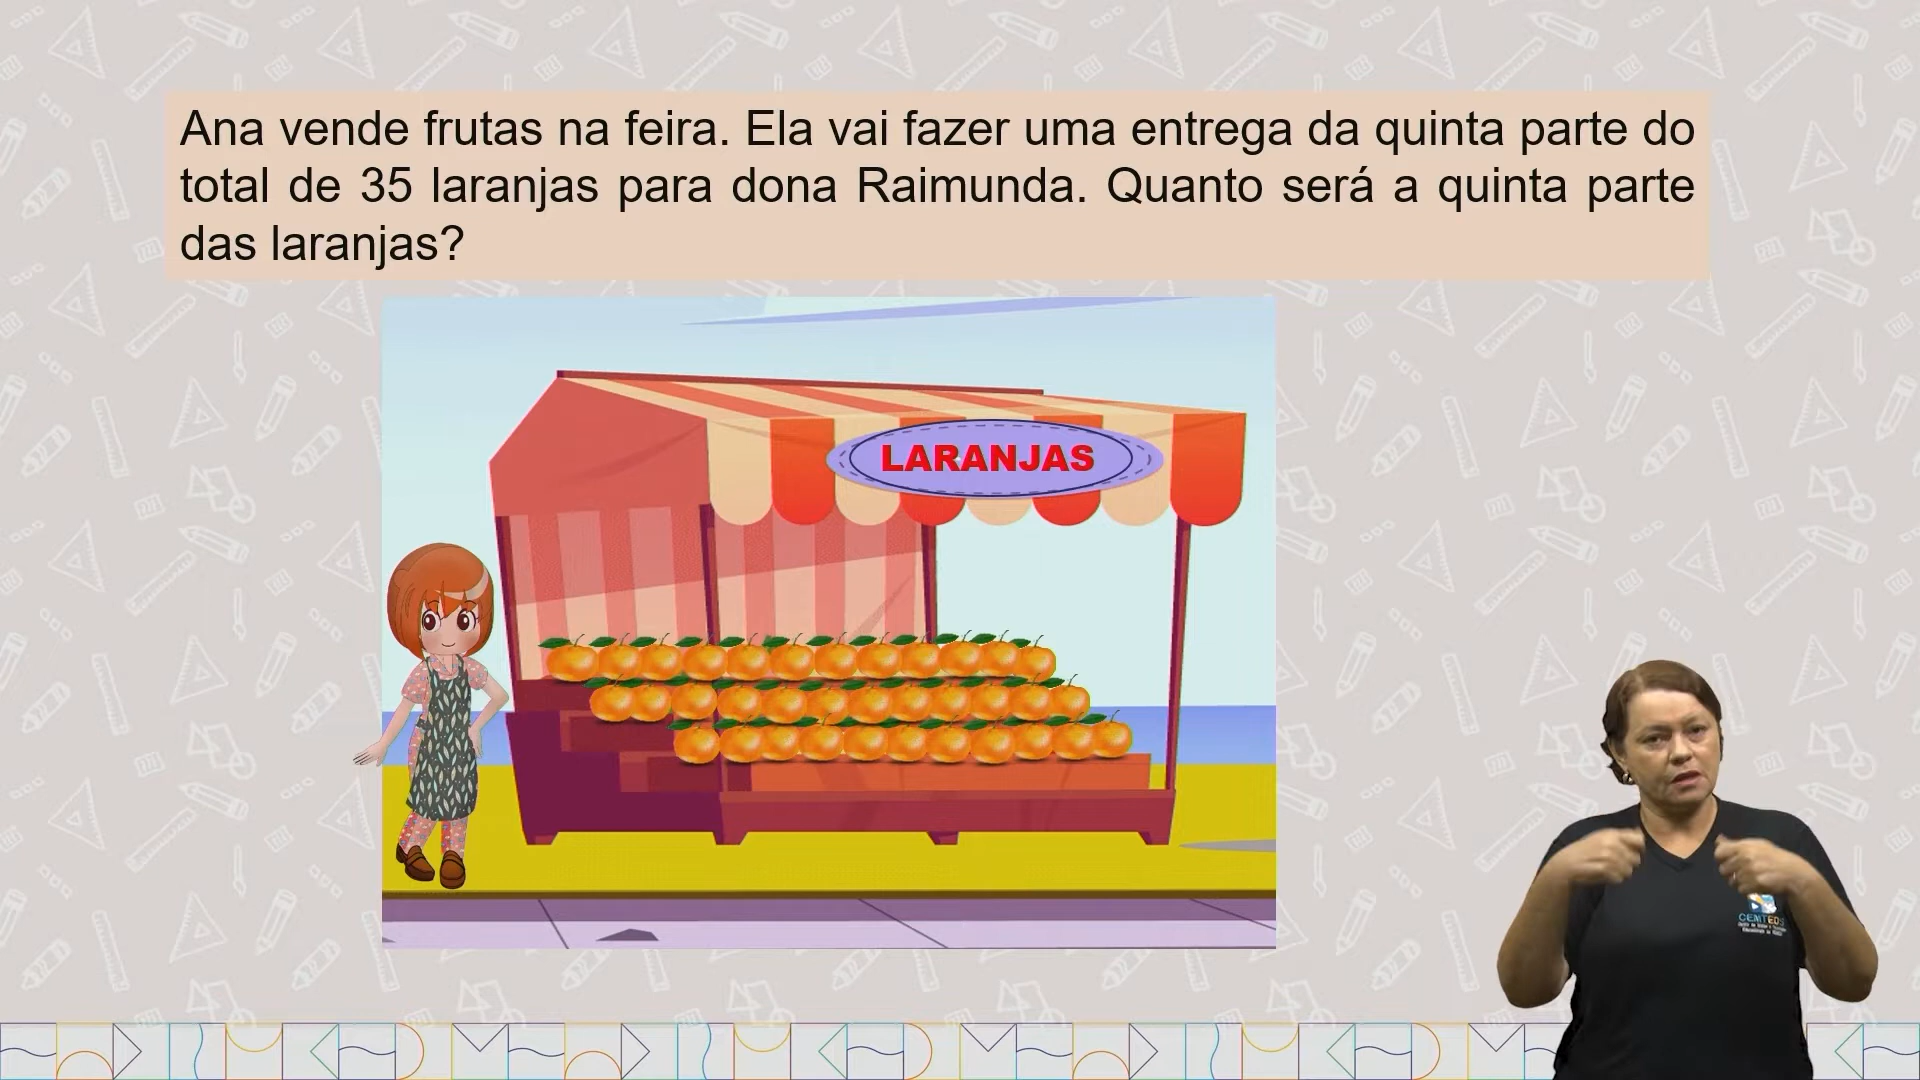 Ana vende frutas na feira. Ela vai fazer uma entrega da quinta parte do
total de 35 laranjas para dona Raimunda. Quanto será a quinta parte
das laranjas?
LARANJAS
CEMTEDS